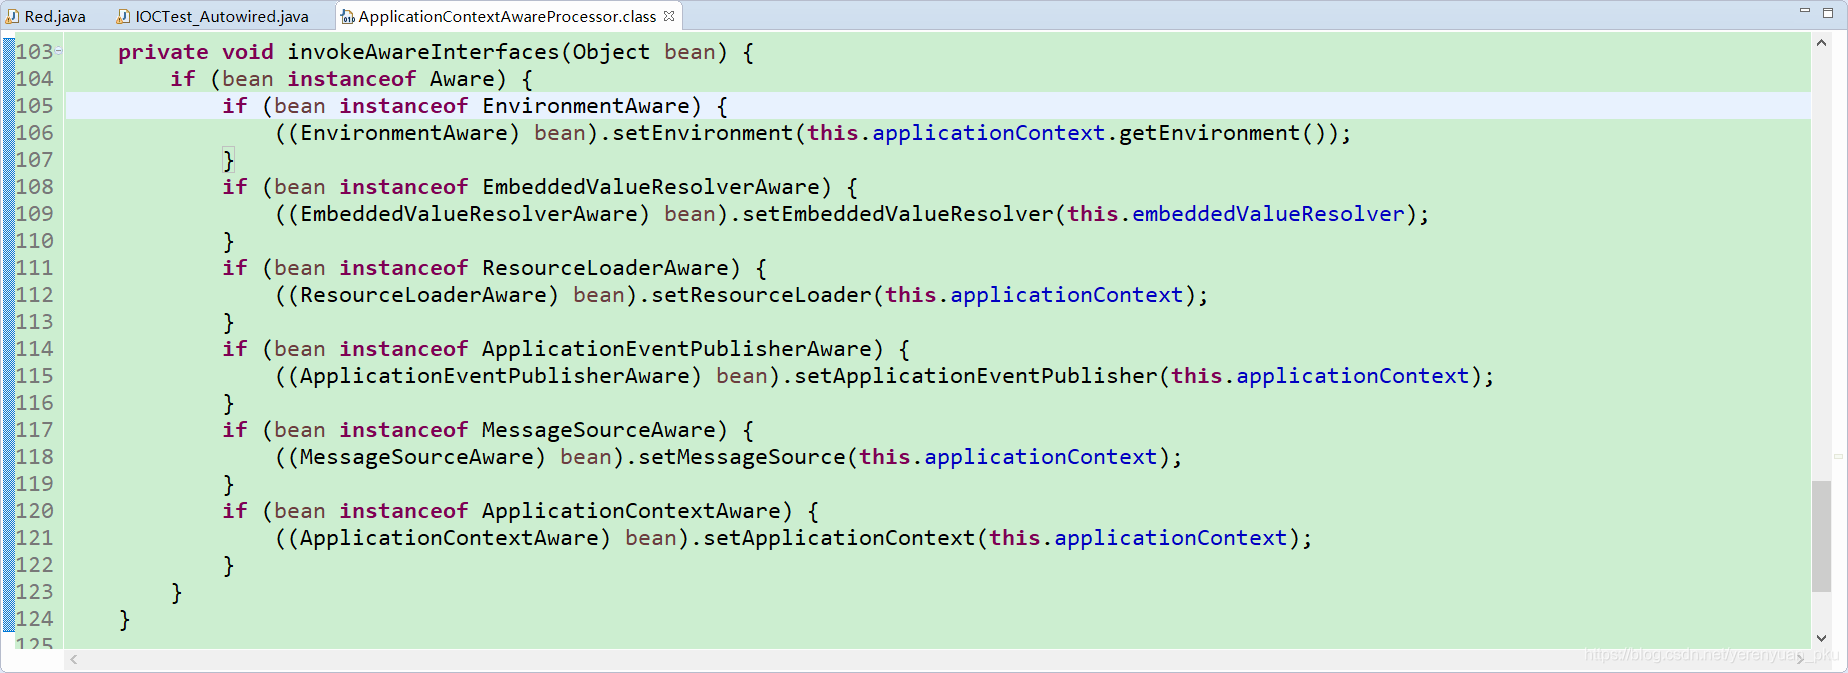 Red.java IOCTest_Autowired.java ApplicationContextAwareProcessor.class
103 private void invokeAwareInterfaces(Object bean) {
104 if (bean instanceof Aware) {
105 if (bean instanceof EnvironmentAware) {
106 ((EnvironmentAware) bean).setEnvironment(this.applicationContext.getEnvironment());
107 }
108 if (bean instanceof EmbeddedValueResolverAware) {
109 ((EmbeddedValueResolverAware) bean).setEmbeddedValueResolver(this.embeddedValueResolver);
110 }
111 if (bean instanceof ResourceLoaderAware) {
112 ((ResourceLoaderAware) bean).setResourceLoader(this.applicationContext);
113 }
114 if (bean instanceof ApplicationEventPublisherAware) {
115 ((ApplicationEventPublisherAware) bean).setApplicationEventPublisher(this.applicationContext);
116 }
117 if (bean instanceof MessageSourceAware) {
118 ((MessageSourceAware) bean).setMessageSource(this.applicationContext);
119 }
120 if (bean instanceof ApplicationContextAware) {
121 ((ApplicationContextAware) bean).setApplicationContext(this.applicationContext);
122 }
123 }
124 }
125
https://blog.csdn.net/yerenyuan_pku